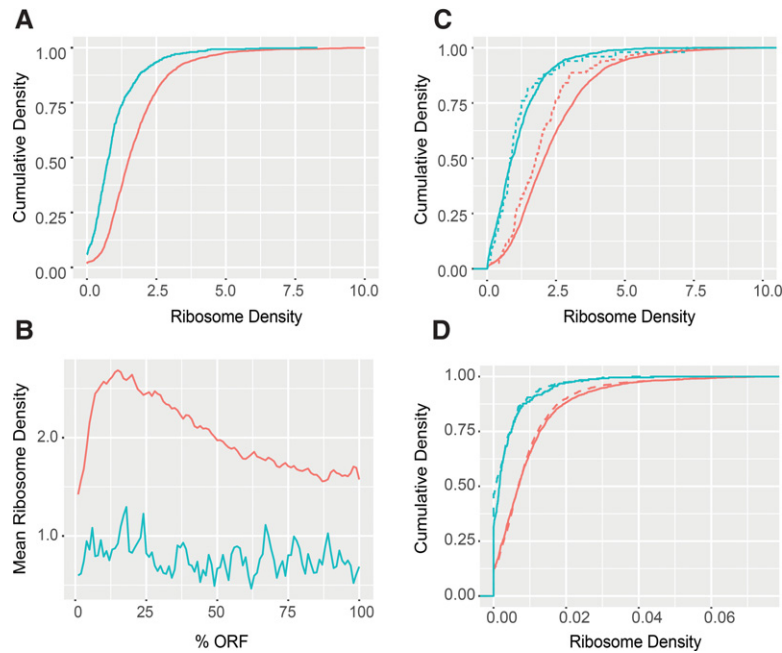 A
Cumulative Density
1.00
0.75
0.50
0.25
0.00
0.0 2.5 5.0 7.5 10.0
Ribosome Density
B
Mean Ribosome Density
2.0
1.0
0 25 50 75 100
% ORF
C
Cumulative Density
1.00
0.75
0.50
0.25
0.00
0.0 2.5 5.0 7.5 10.0
Ribosome Density
D
Cumulative Density
1.00
0.75
0.50
0.25
0.00
0.00 0.02 0.04 0.06
Ribosome Density